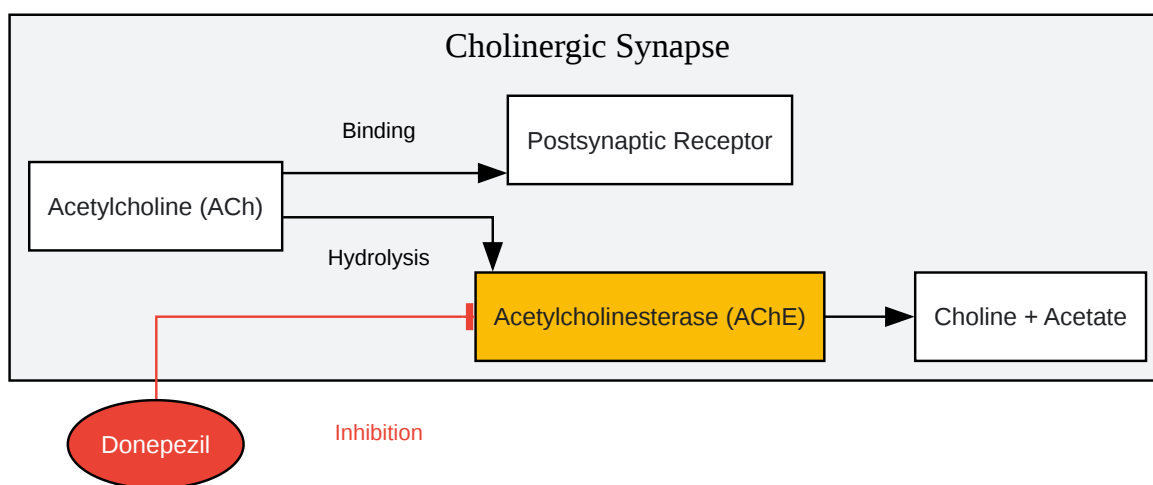 Cholinergic Synapse
Binding
Postsynaptic Receptor
Acetylcholine (ACh)
Hydrolysis
Acetylcholinesterase (AChE)
Choline + Acetate
Donepezil
Inhibition